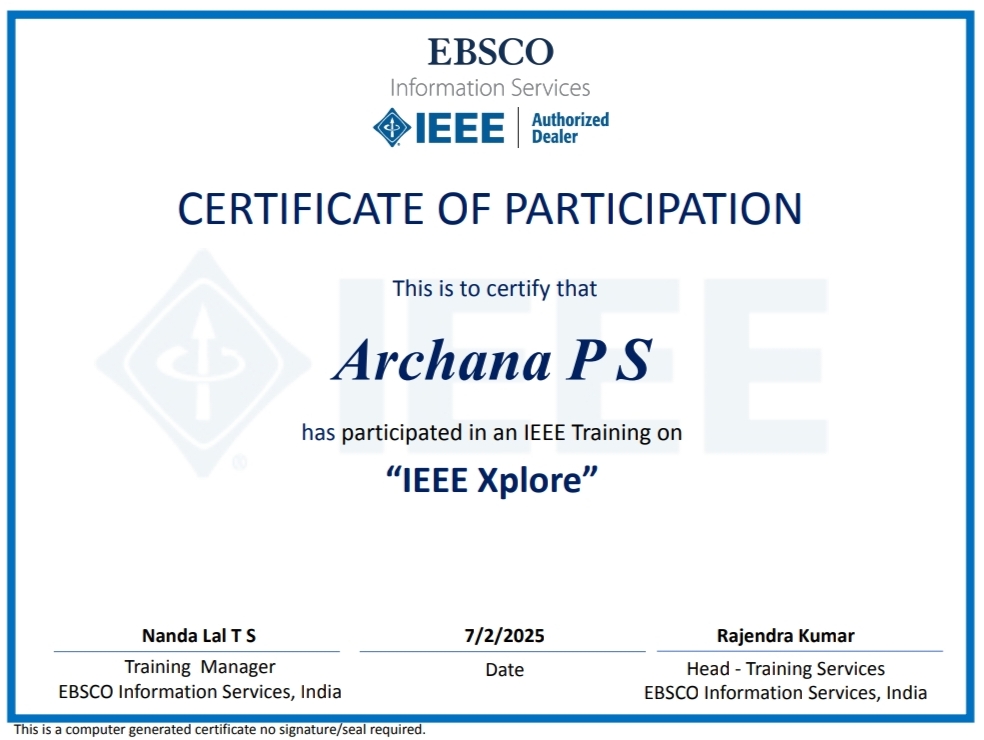 EBSCO
Information Services
IEEE Authorized
Dealer
CERTIFICATE OF PARTICIPATION
IEEE
®
This is to certify that
Archana P S
has participated in an IEEE Training on
“IEEE Xplore”
Nanda Lal T S
Training Manager
EBSCO Information Services, India
7/2/2025
Date
Rajendra Kumar
Head - Training Services
EBSCO Information Services, India
This is a computer generated certificate no signature/seal required.